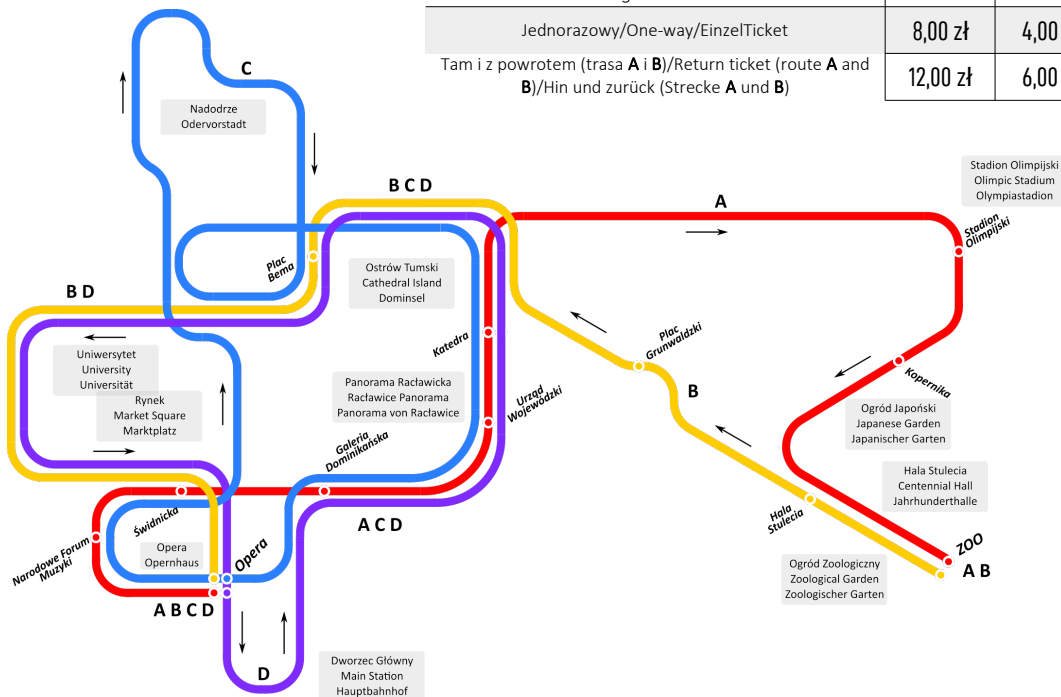 Jednorazowy/One-way/EinzelTicket
8,00 zł
4,00
Tam i z powrotem (trasa A i B)/Return ticket (route A and
B)/Hin und zurück (Strecke A und B)
12,00 zł
6,00
C
Nadodrze
Odervorstadt
B C D
A
Stadion Olimpijski
Olimpic Stadium
Olympiastadion
Stadion
Olimpijski
Plac
Bema
Ostrów Tumski
Cathedral Island
Dominsel
B D
Katedra
Plac
Grunwaldzki
Uniwersytet
University
Universität
Rynek
Market Square
Marktplatz
Panorama Racławicka
Racławice Panorama
Panorama von Racławice
Urząd
Wojewódzki
B
Kopernika
Ogród Japoński
Japanese Garden
Japanischer Garten
Galeria
Dominikańska
Hala Stulecia
Centennial Hall
Jahrhunderthalle
Świdnicka
A C D
Hala
Stulecia
Narodowe Forum
Muzyki
Opera
Opernhaus
Opera
ZOO
A B
Ogród Zoologiczny
Zoological Garden
Zoologischer Garten
A B C D
D
Dworzec Główny
Main Station
Hauptbahnhof